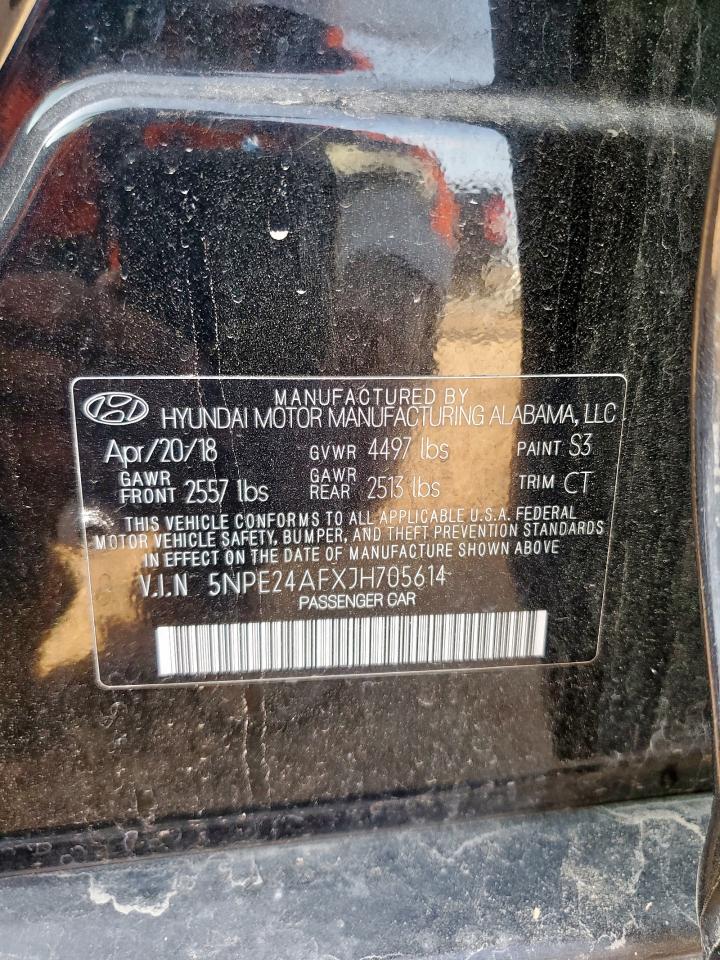 MANUFACTURED BY
HYUNDAI MOTOR MANUFACTURING ALABAMA, LLC
Apr/20/18 GVWR 4497 lbs PAINT S3
GAWR FRONT 2557 lbs GAWR REAR 2513 lbs TRIM CT
THIS VEHICLE CONFORMS TO ALL APPLICABLE U.S.A. FEDERAL
MOTOR VEHICLE SAFETY, BUMPER, AND THEFT PREVENTION STANDARDS
IN EFFECT ON THE DATE OF MANUFACTURE SHOWN ABOVE
V.I.N 5NPE24AFXJH705614
PASSENGER CAR